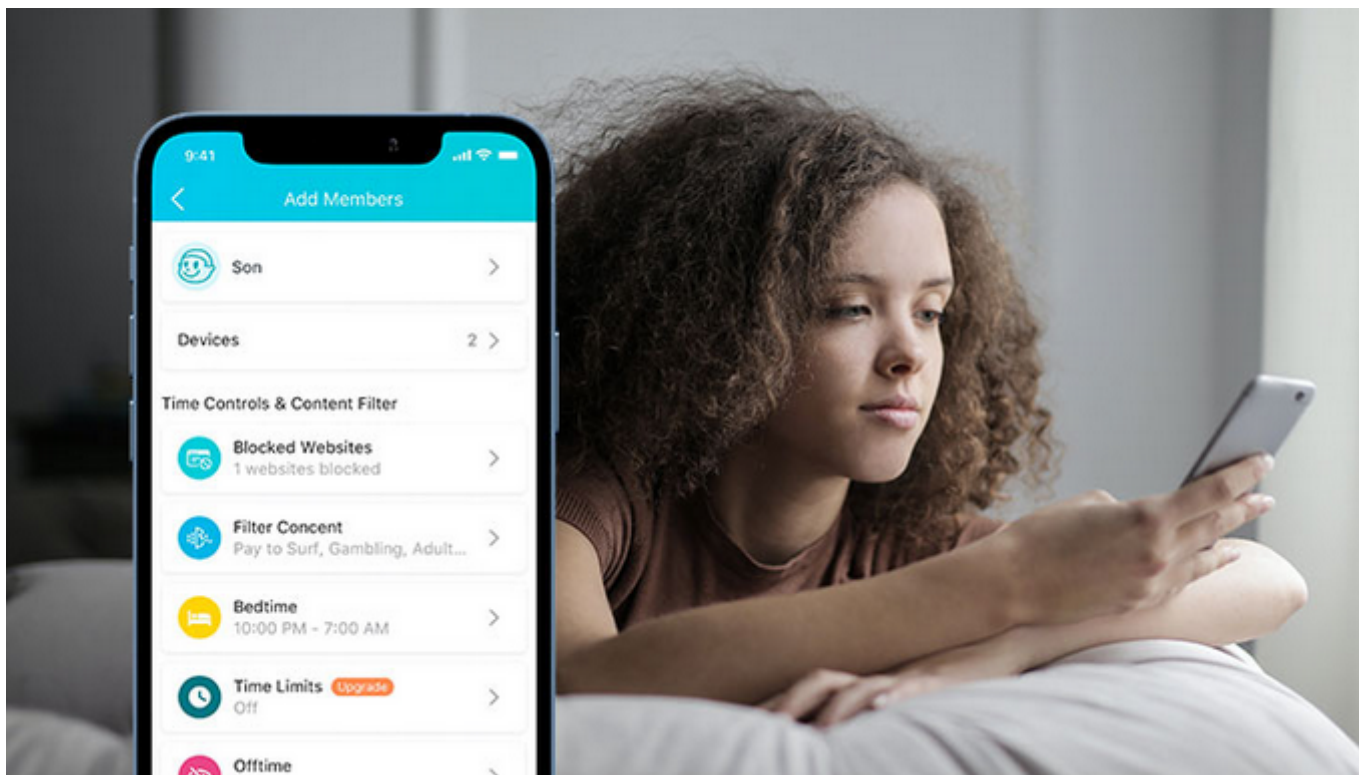 9:41
Add Members
Son
Devices 2
Time Controls & Content Filter
Blocked Websites
1 websites blocked
Filter Concent
Pay to Surf, Gambling, Adult...
Bedtime
10:00 PM - 7:00 AM
Time Limits Upgrade
Off
Offtime